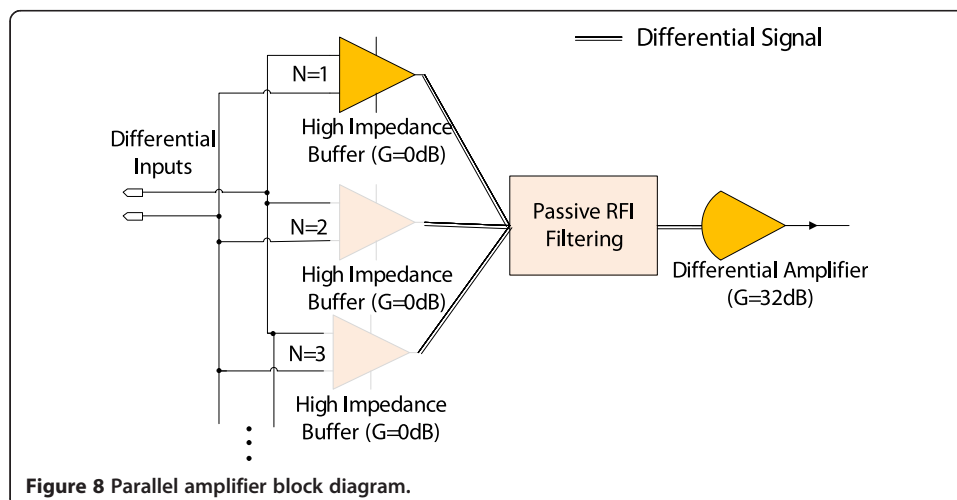 Differential Signal
N=1
High Impedance
Buffer (G=0dB)
Differential
Inputs
N=2
High Impedance
Buffer (G=0dB)
Passive RFI
Filtering
Differential Amplifier
(G=32dB)
N=3
High Impedance
Buffer (G=0dB)
Figure 8 Parallel amplifier block diagram.